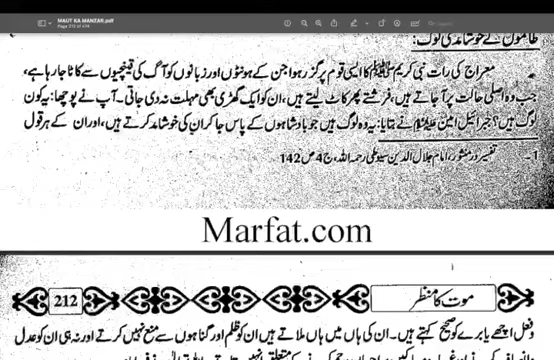 MAUT KA MANZAR.pdf
Page 212 of 419
ظالموں کے خوشامدی لوگ:
معراج کی رات نبی کریم ﷺ کا ایسی قوم پر گزر ہوا جن کے ہونٹوں اور زبانوں کو آگ کی قینچیوں سے کاٹا جا رہا ہے،
جب وہ اصلی حالت پر آ جاتے ہیں، فرشتے پھر کاٹ لیتے ہیں، ان کو ایک گھڑی بھی مہلت نہ دی جاتی۔ آپ نے پوچھا: یہ کون
لوگ ہیں؟ جبرائیل امین علیہ السلام نے بتایا: یہ وہ لوگ ہیں جو بادشاہوں کے پاس جا کر ان کی خوشامد کرتے ہیں، اور ان کے ہر قول
1۔ تفسیر در منثور، امام جلال الدین سیوطی رحمہ اللہ، ج 4 ص 142
Marfat.com
موت کا منظر 212
و فعل اچھے یا برے کو صحیح کہتے ہیں۔ ان کی ہاں میں ہاں ملاتے ہیں ان کو ظلم اور گناہوں سے منع نہیں کرتے اور نہ ہی ان کو عدل